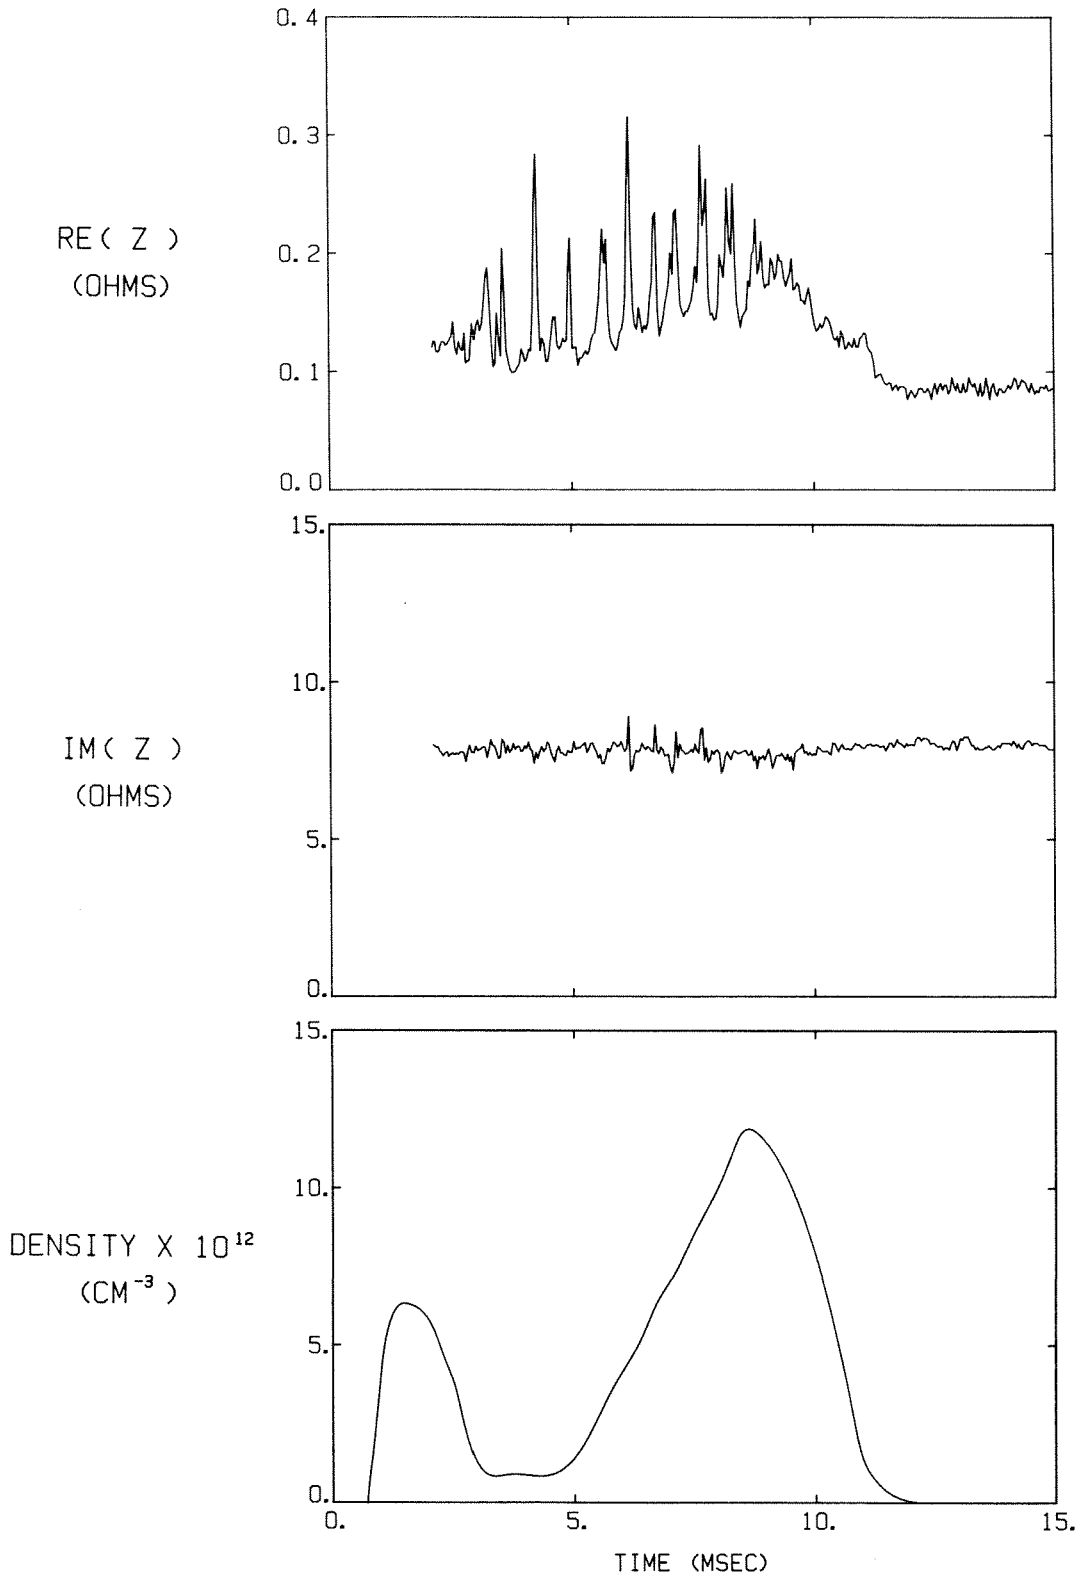 0.4
0.3
RE( Z )
0.2
(OHMS)
0.1
0.0
15.
10.
IM( Z )
(OHMS)
5.
0.
15.
10.
DENSITY X 10¹²
(CM⁻³)
5.
0.
0. 5. 10. 15.
TIME (MSEC)